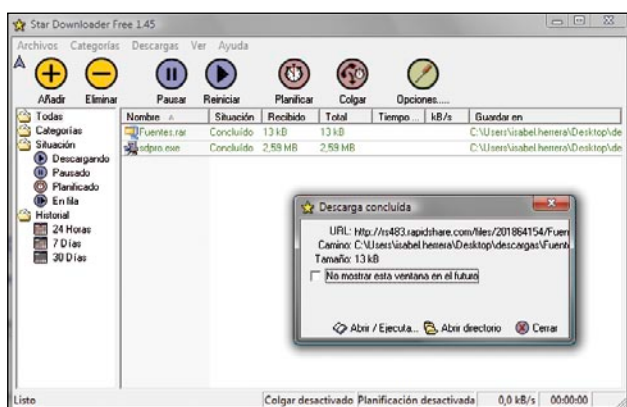 Star Downloader Free 1.45
Archivos Categorías Descargas Ver Ayuda
Añadir Eliminar Pausar Reiniciar Planificar Colgar Opciones.....
Todas
Categorías
Situación
Descargando
Pausado
Planificado
En fila
Historial
24 Horas
7 Días
30 Días
Nombre Situación Recibido Total Tiempo... kB/s Guardar en
Fuentes.rar Concluído 13 kB 13 kB C:\Users\isabel.herrera\Desktop\de
sdpro.exe Concluído 2,59 MB 2,59 MB C:\Users\isabel.herrera\Desktop\de
Descarga concluída
URL: http://rs483.rapidshare.com/files/201864154/Fuen
Camino: C:\Users\isabel.herrera\Desktop\descargas\Fuent
Tamaño: 13 kB
No mostrar esta ventana en el futuro
Abrir / Ejecuta... Abrir directorio Cerrar
Listo Colgar desactivado Planificación desactivada 0,0 kB/s 00:00:00